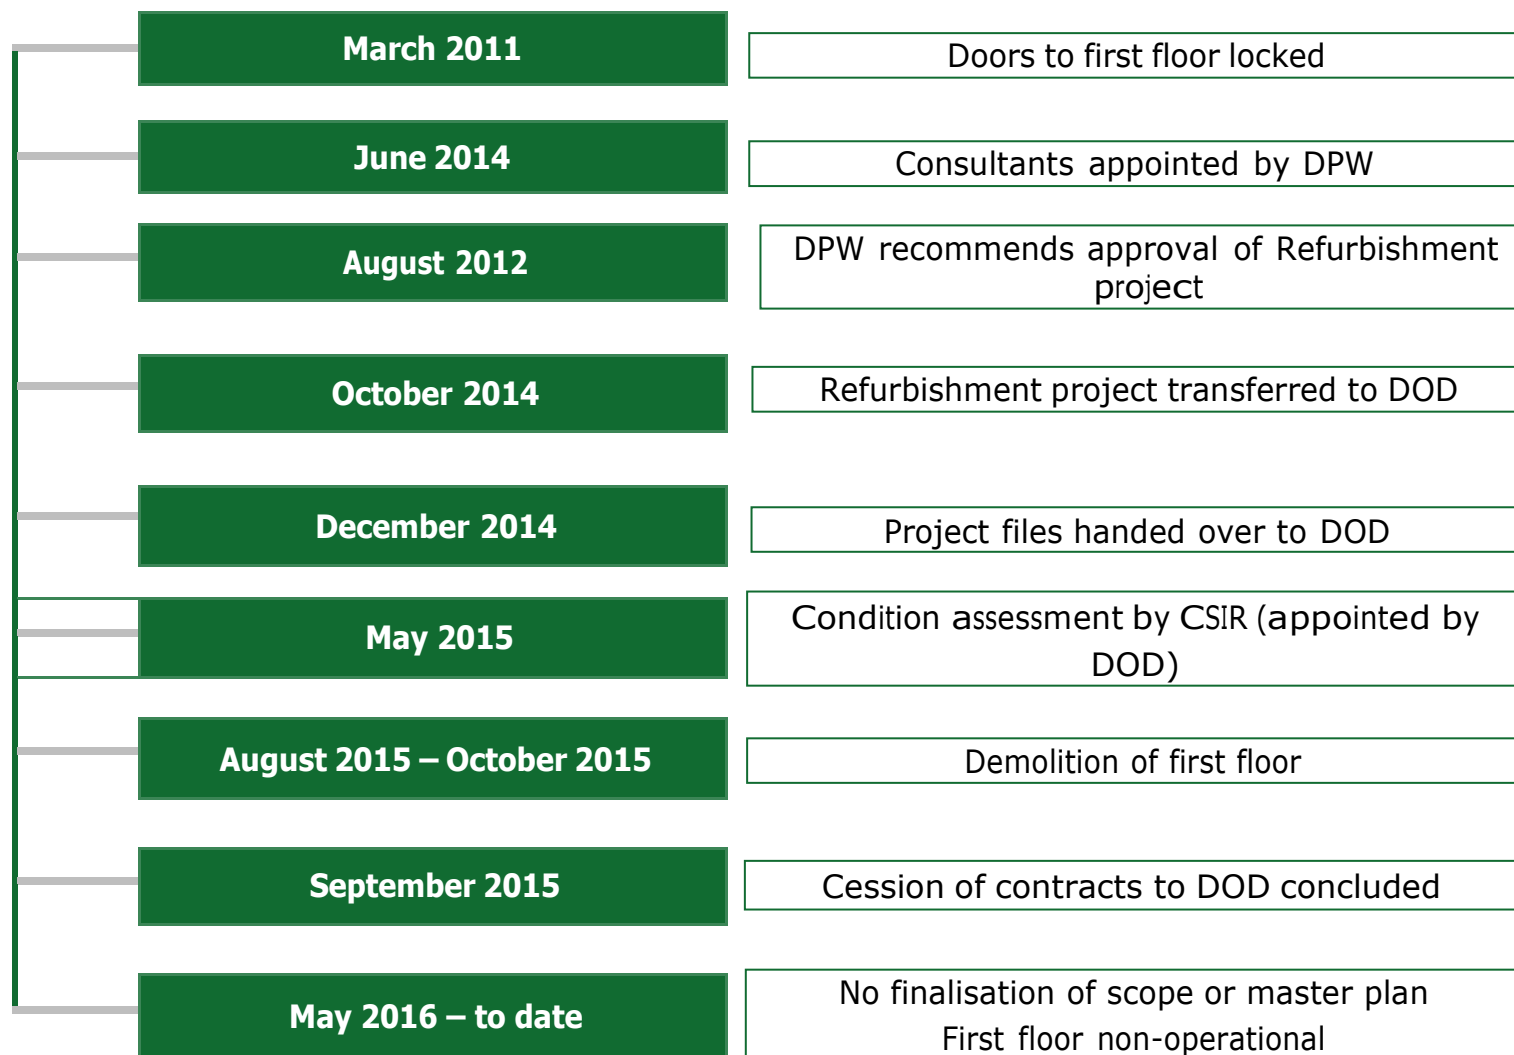 March 2011
Doors to first floor locked
June 2014
Consultants appointed by DPW
August 2012
DPW recommends approval of Refurbishment
project
October 2014
Refurbishment project transferred to DOD
December 2014
Project files handed over to DOD
May 2015
Condition assessment by CSIR (appointed by
DOD)
August 2015 – October 2015
Demolition of first floor
September 2015
Cession of contracts to DOD concluded
May 2016 – to date
No finalisation of scope or master plan
First floor non-operational